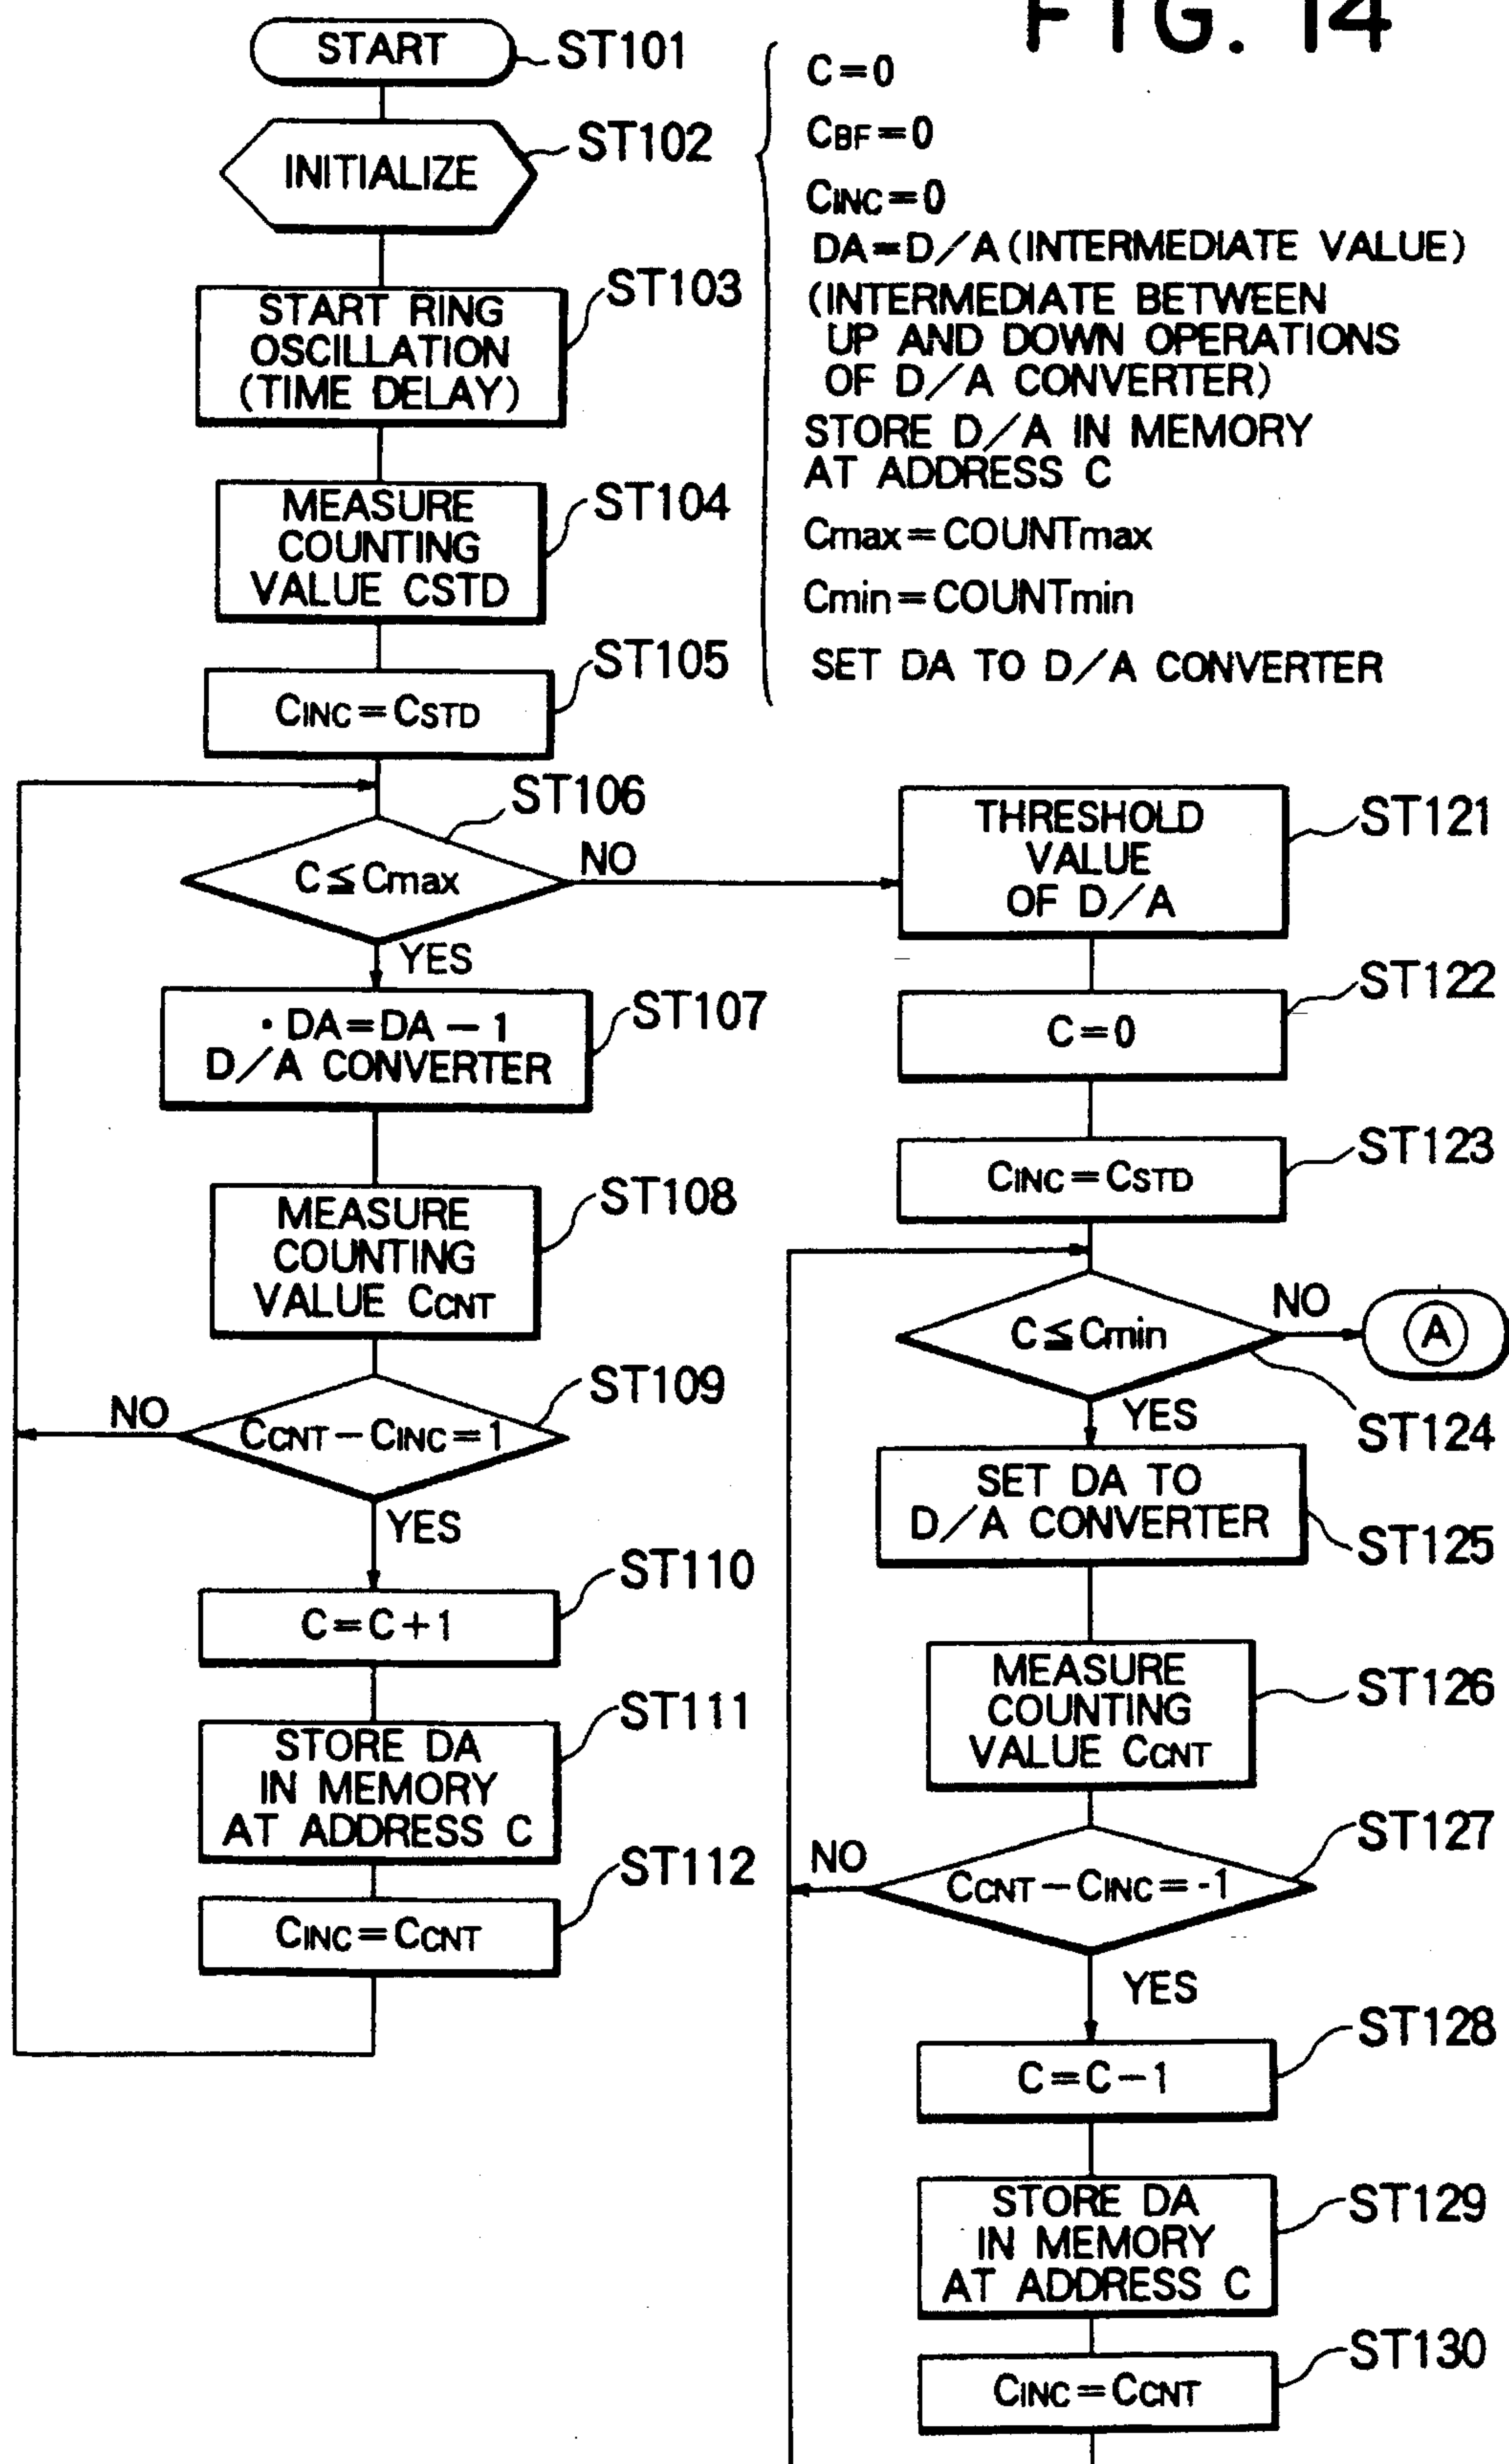 FIG. 14
START
ST101
INITIALIZE
ST102
C=0
CBF=0
CINC=0
DA=D/A (INTERMEDIATE VALUE)
(INTERMEDIATE BETWEEN
UP AND DOWN OPERATIONS
OF D/A CONVERTER)
STORE D/A IN MEMORY
AT ADDRESS C
Cmax=COUNTmax
Cmin=COUNTmin
SET DA TO D/A CONVERTER
START RING
OSCILLATION
(TIME DELAY)
ST103
MEASURE
COUNTING
VALUE CSTD
ST104
CINC=CSTD
ST105
C≦Cmax
ST106
NO
YES
· DA=DA-1
D/A CONVERTER
ST107
MEASURE
COUNTING
VALUE CCNT
ST108
CCNT-CINC=1
ST109
NO
YES
C=C+1
ST110
STORE DA
IN MEMORY
AT ADDRESS C
ST111
CINC=CCNT
ST112
THRESHOLD
VALUE
OF D/A
ST121
C=0
ST122
CINC=CSTD
ST123
C≦Cmin
NO
A
ST124
YES
SET DA TO
D/A CONVERTER
ST125
MEASURE
COUNTING
VALUE CCNT
ST126
CCNT-CINC=-1
ST127
NO
YES
C=C-1
ST128
STORE DA
IN MEMORY
AT ADDRESS C
ST129
CINC=CCNT
ST130